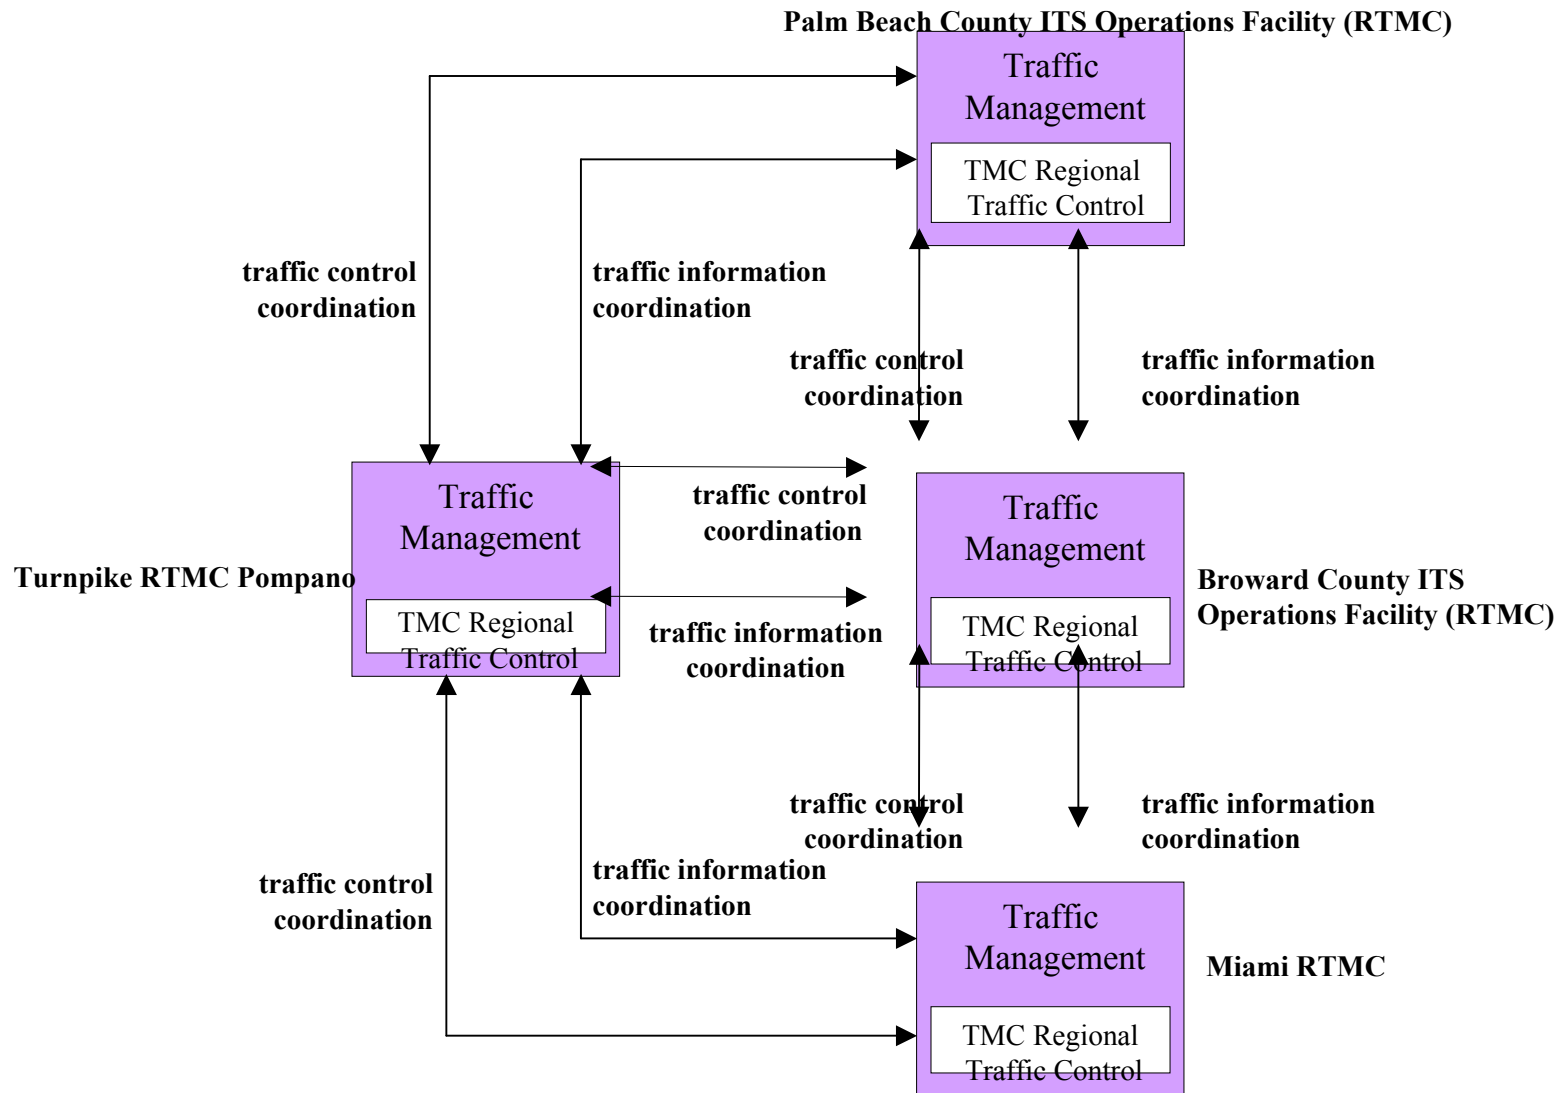 Palm Beach County ITS Operations Facility (RTMC)
Traffic
Management
TMC Regional
Traffic Control
traffic control
coordination
traffic information
coordination
traffic control
coordination
traffic information
coordination
Traffic
Management
TMC Regional
Traffic Control
Turnpike RTMC Pompano
traffic control
coordination
traffic information
coordination
Traffic
Management
TMC Regional
Traffic Control
Broward County ITS
Operations Facility (RTMC)
traffic control
coordination
traffic information
coordination
traffic control
coordination
traffic information
coordination
Traffic
Management
TMC Regional
Traffic Control
Miami RTMC